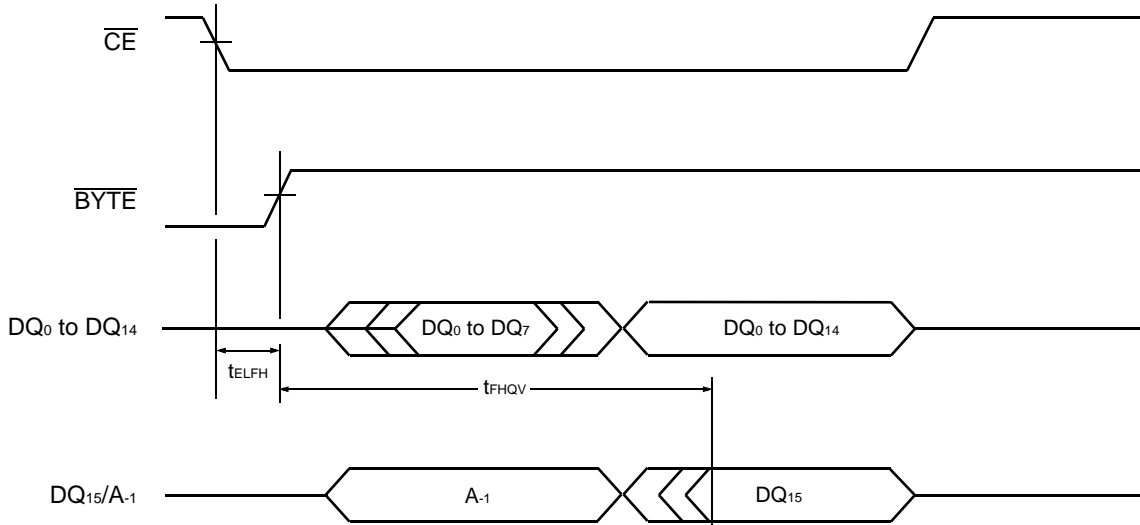 CE
BYTE
DQ0 to DQ14
DQ0 to DQ7
DQ0 to DQ14
tELFH
tFHQV
DQ15/A-1
A-1
DQ15